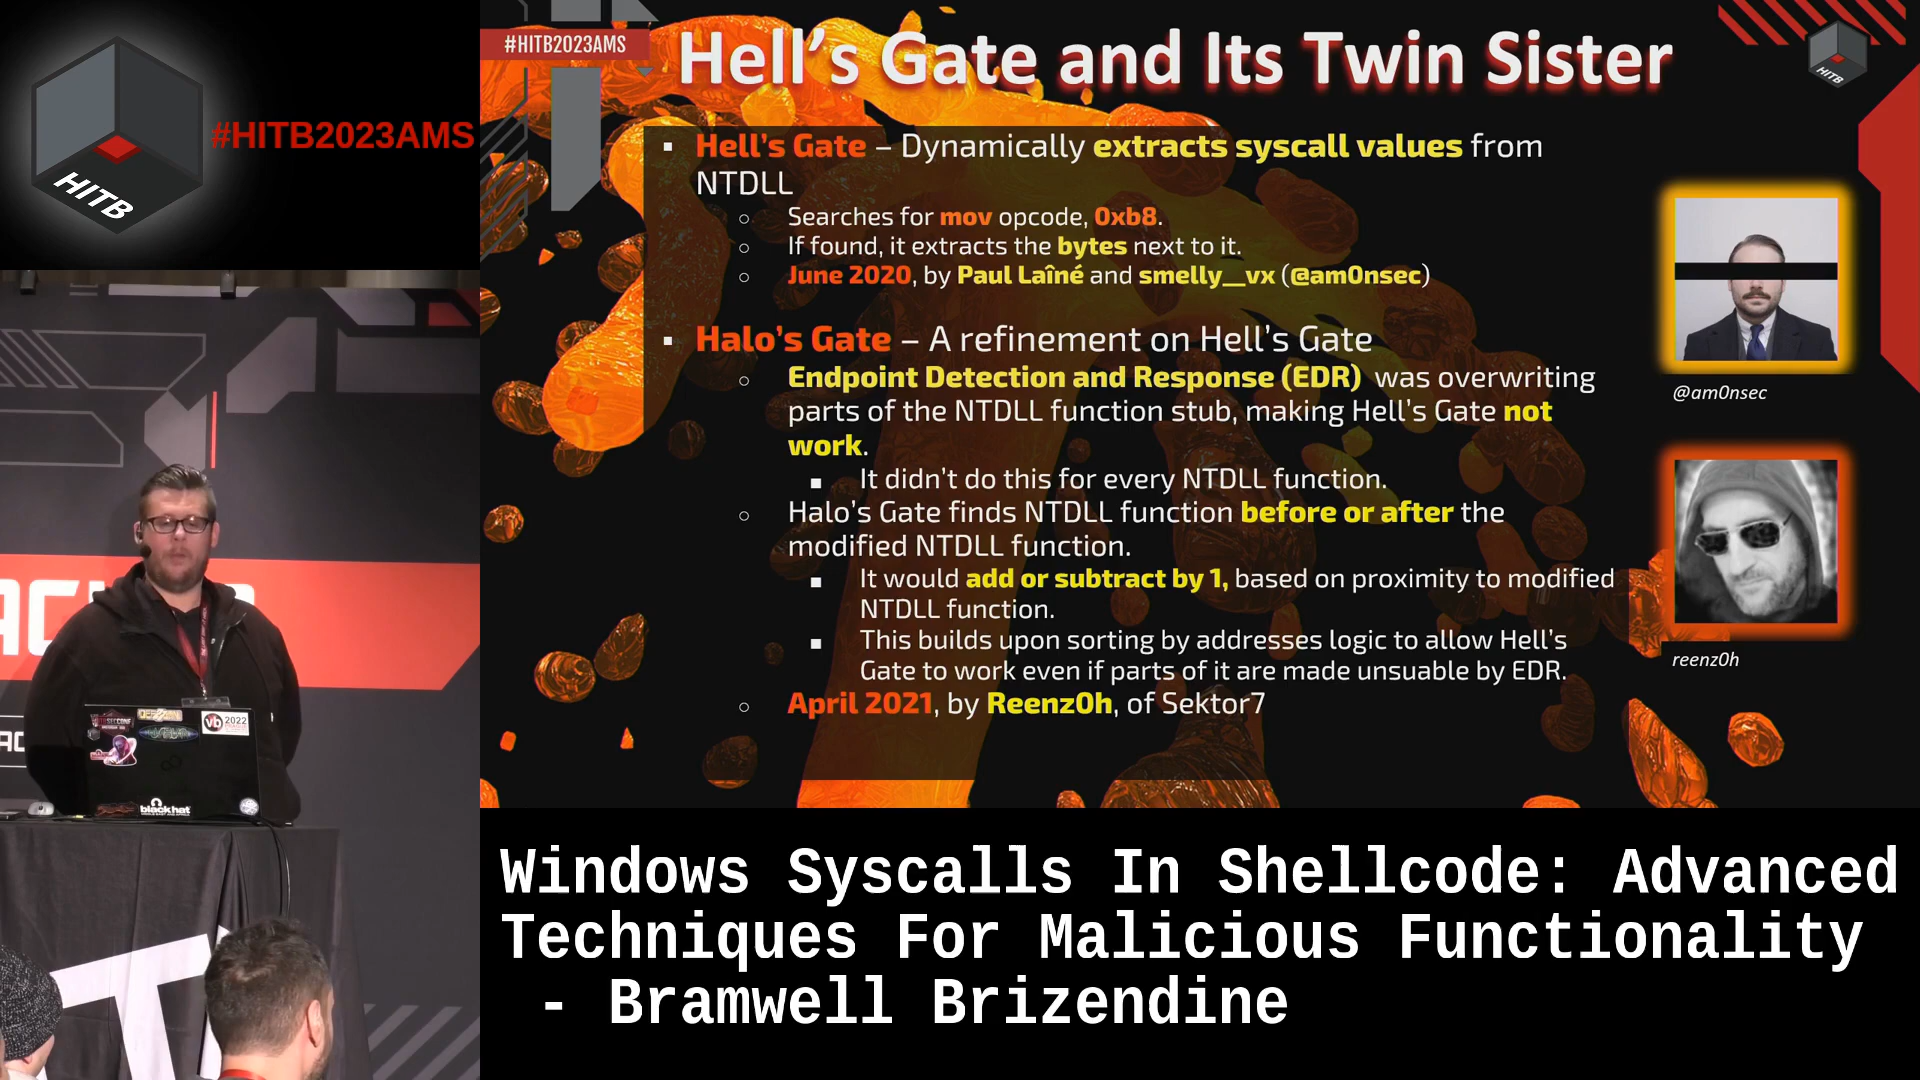 HITB
#HITB2023AMS
#HITB2023AMS
Hell's Gate and Its Twin Sister
HITB
▪ Hell's Gate – Dynamically extracts syscall values from
NTDLL
○ Searches for mov opcode, 0xb8.
○ If found, it extracts the bytes next to it.
○ June 2020, by Paul Laîné and smelly__vx (@am0nsec)
▪ Halo's Gate – A refinement on Hell's Gate
○ Endpoint Detection and Response (EDR) was overwriting
parts of the NTDLL function stub, making Hell's Gate not
work.
▪ It didn't do this for every NTDLL function.
○ Halo's Gate finds NTDLL function before or after the
modified NTDLL function.
▪ It would add or subtract by 1, based on proximity to modified
NTDLL function.
▪ This builds upon sorting by addresses logic to allow Hell's
Gate to work even if parts of it are made unsuable by EDR.
○ April 2021, by Reenz0h, of Sektor7
@am0nsec
reenz0h
vb 2022
black hat
Windows Syscalls In Shellcode: Advanced
Techniques For Malicious Functionality
- Bramwell Brizendine